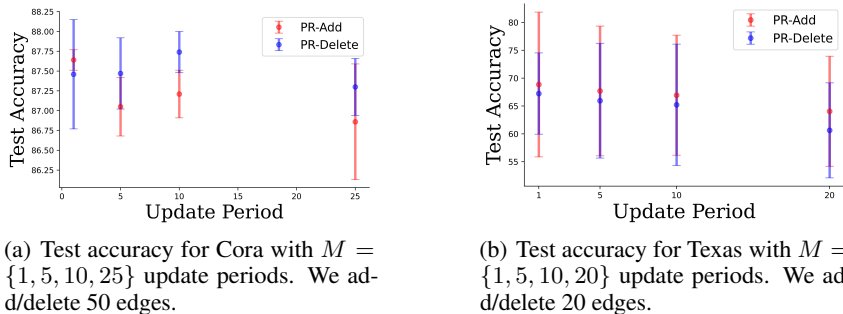 88.25
88.00
87.75
87.50
87.25
87.00
86.75
86.50
86.25
Test Accuracy
PR-Add
PR-Delete
0 5 10 15 20 25
Update Period
(a) Test accuracy for Cora with M =
{1, 5, 10, 25} update periods. We ad-
d/delete 50 edges.
80
75
70
65
60
55
Test Accuracy
PR-Add
PR-Delete
1 5 10 20
Update Period
(b) Test accuracy for Texas with M =
{1, 5, 10, 20} update periods. We ad-
d/delete 20 edges.